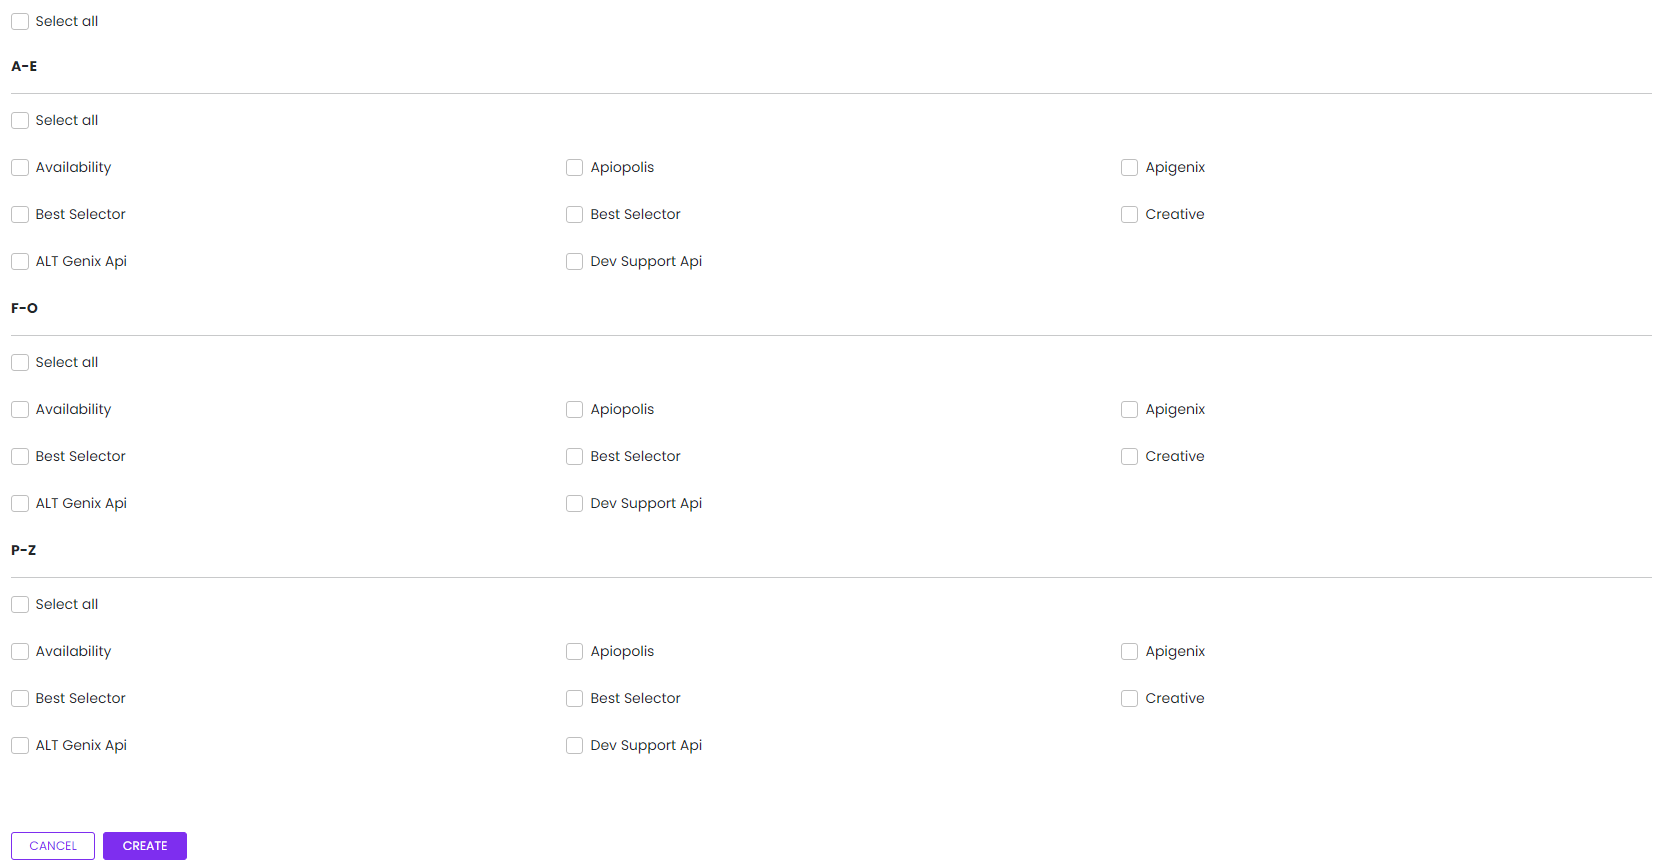 Select all
A-E
Select all
Availability Apiopolis Apigenix
Best Selector Best Selector Creative
ALT Genix Api Dev Support Api
F-O
Select all
Availability Apiopolis Apigenix
Best Selector Best Selector Creative
ALT Genix Api Dev Support Api
P-Z
Select all
Availability Apiopolis Apigenix
Best Selector Best Selector Creative
ALT Genix Api Dev Support Api
CANCEL CREATE